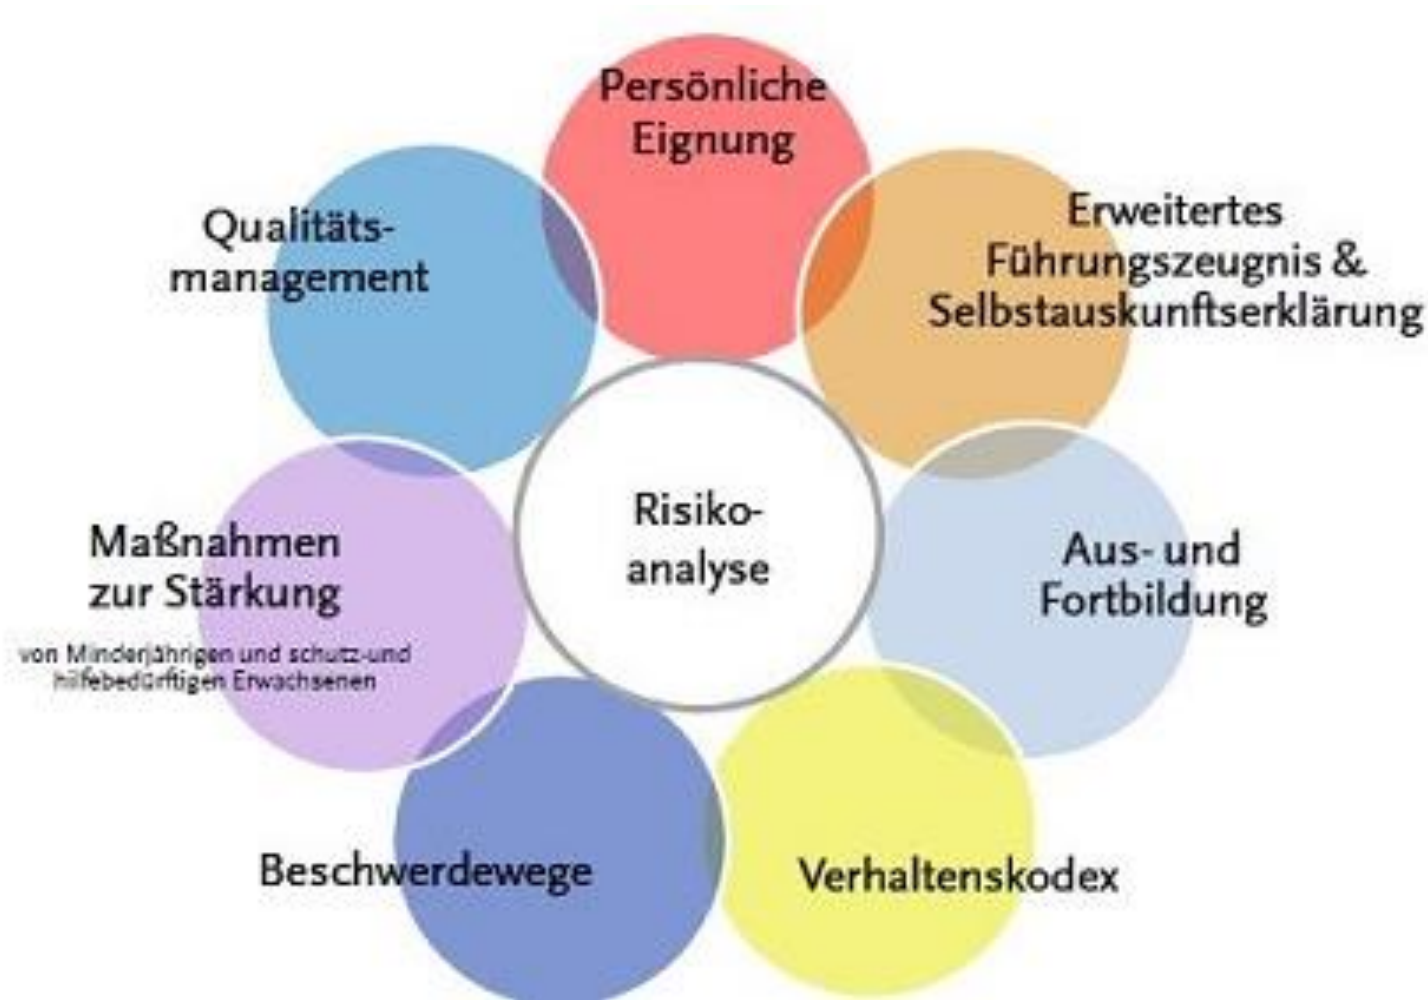 Persönliche
Eignung
Erweitertes
Führungszeugnis &
Selbstauskunftserklärung
Aus- und
Fortbildung
Verhaltenskodex
Beschwerdewege
Maßnahmen
zur Stärkung
von Minderjährigen und schutz-und
hilfebedürftigen Erwachsenen
Qualitäts-
management
Risiko-
analyse